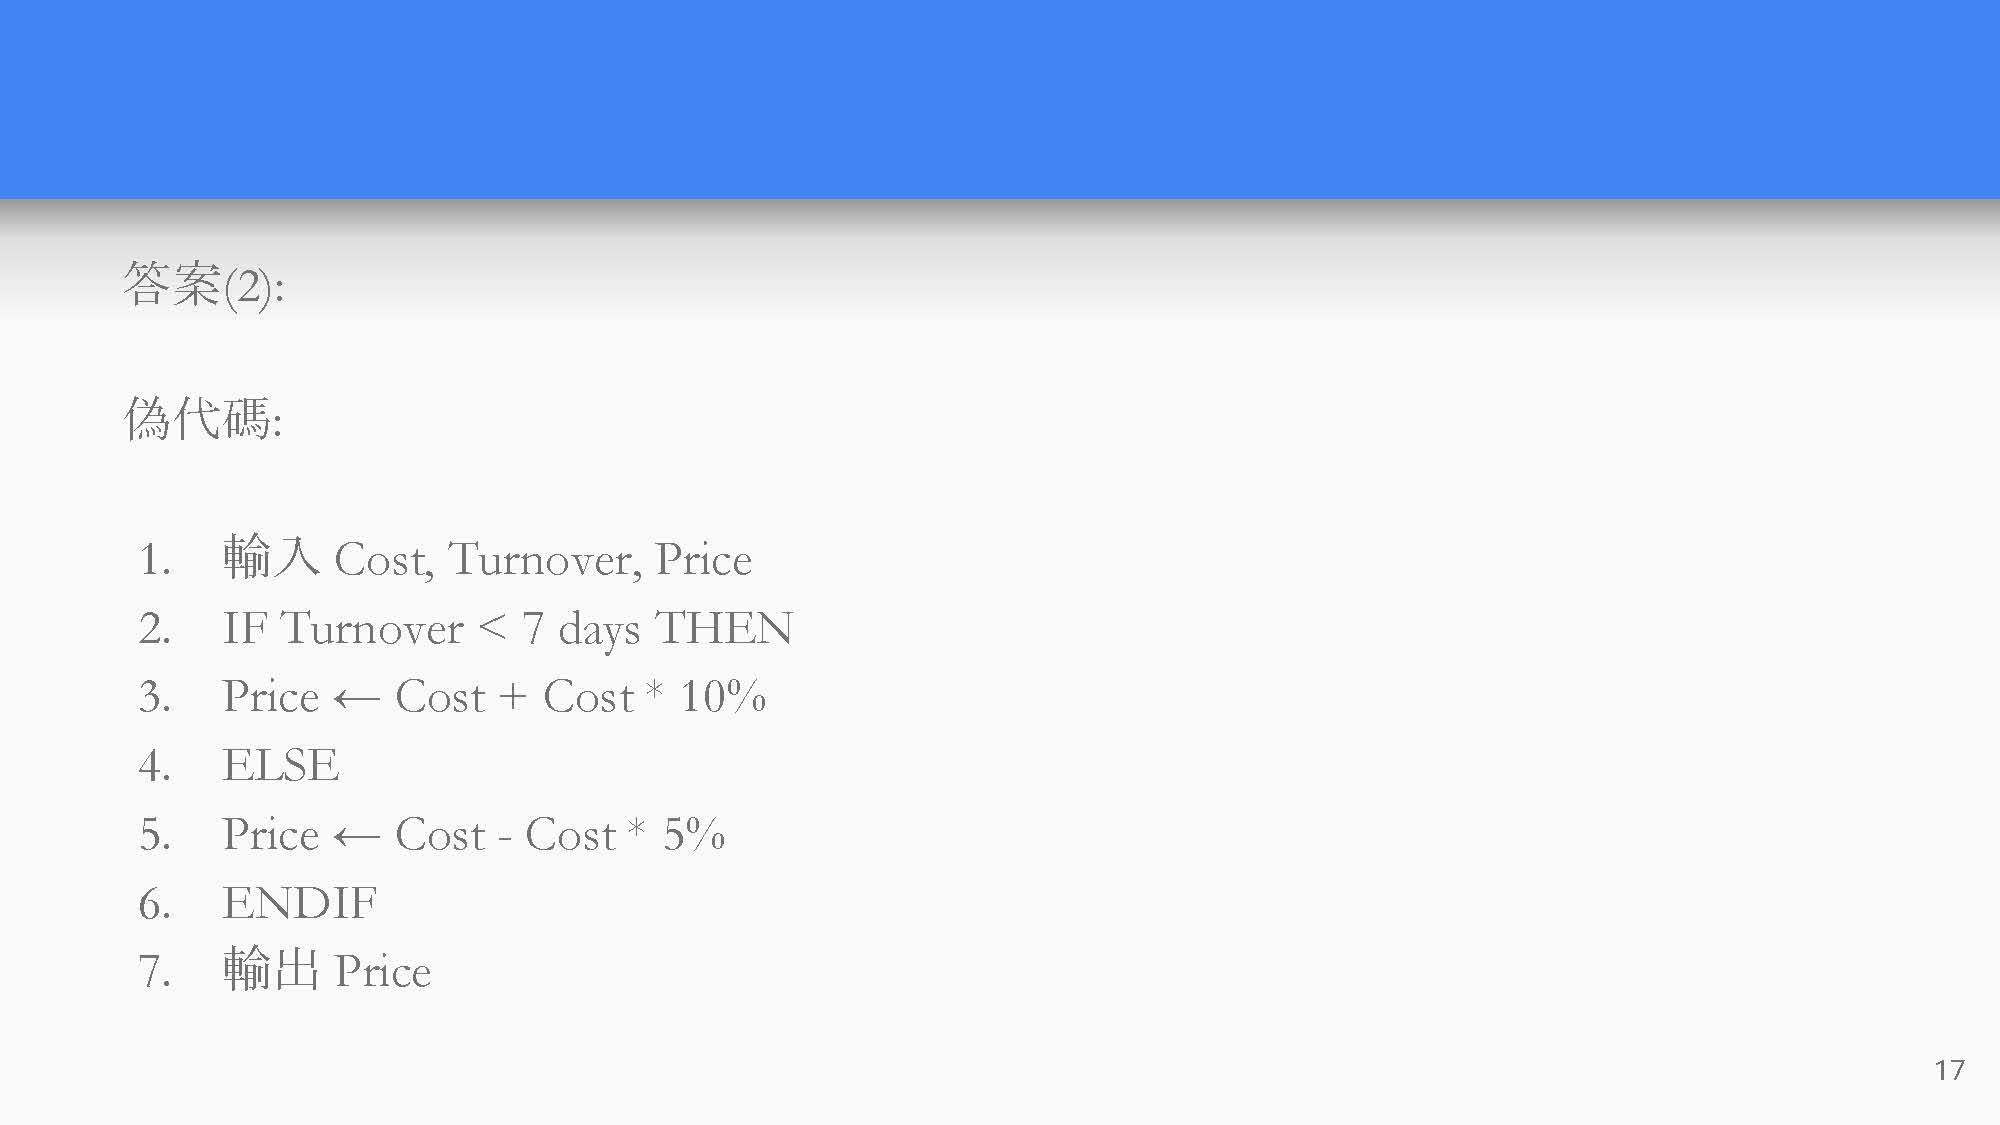 答案(2):
偽代碼:
1. 輸入 Cost, Turnover, Price
2. IF Turnover < 7 days THEN
3. Price ← Cost + Cost * 10%
4. ELSE
5. Price ← Cost - Cost * 5%
6. ENDIF
7. 輸出 Price
17